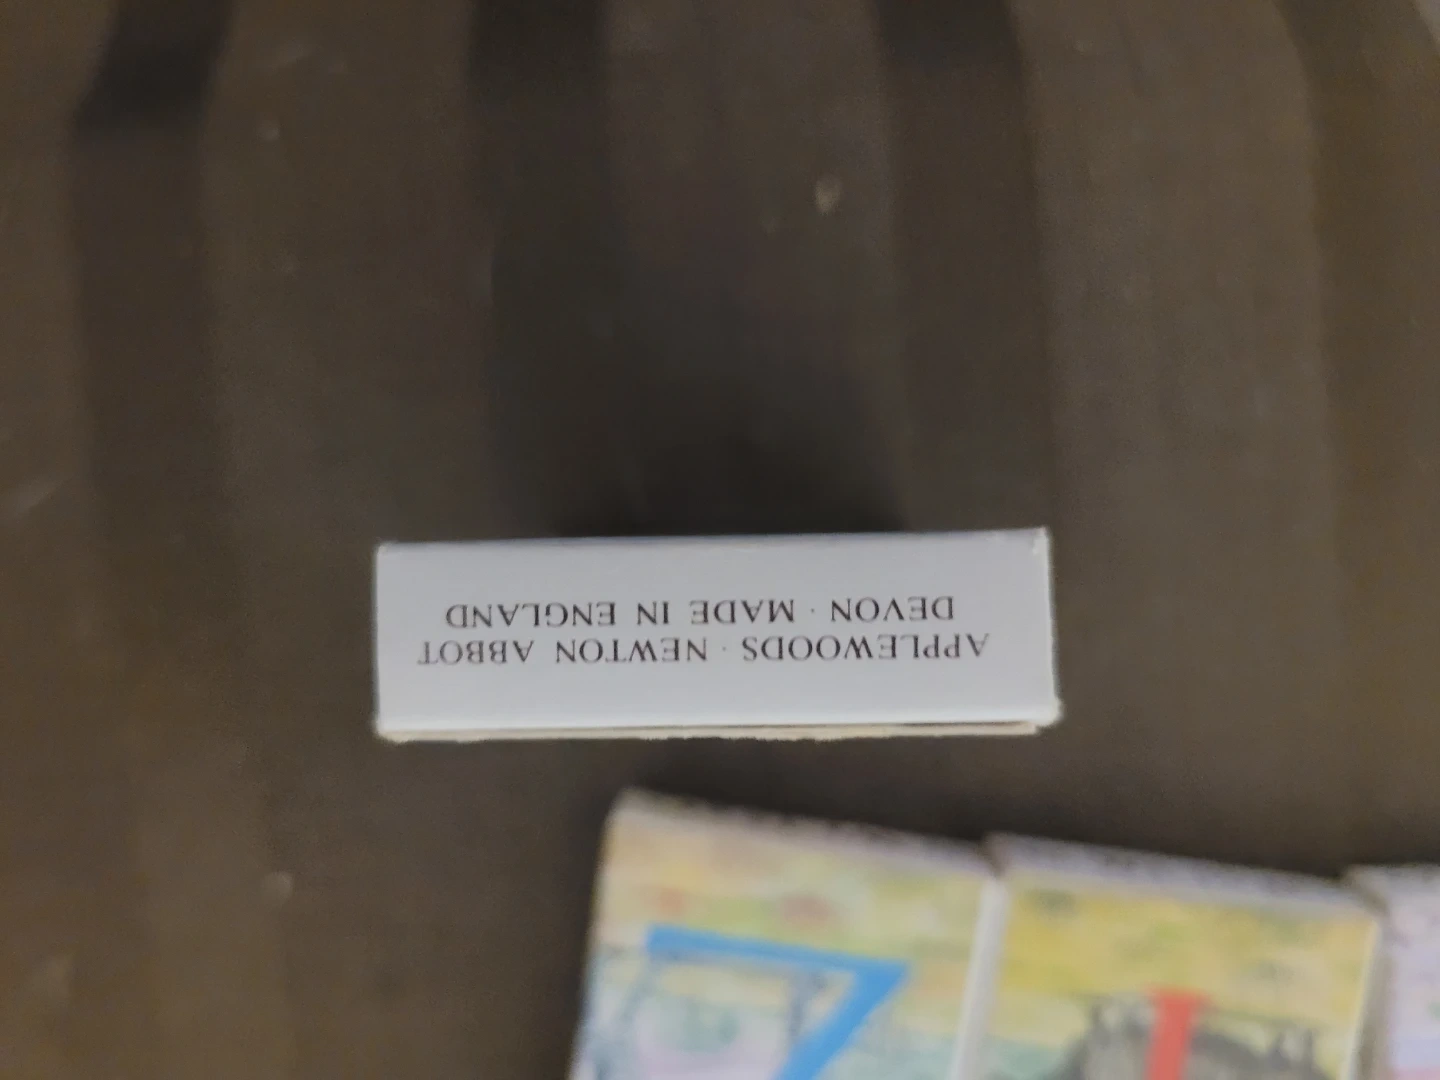 APPLEWOODS · NEWTON ABBOT
DEVON · MADE IN ENGLAND